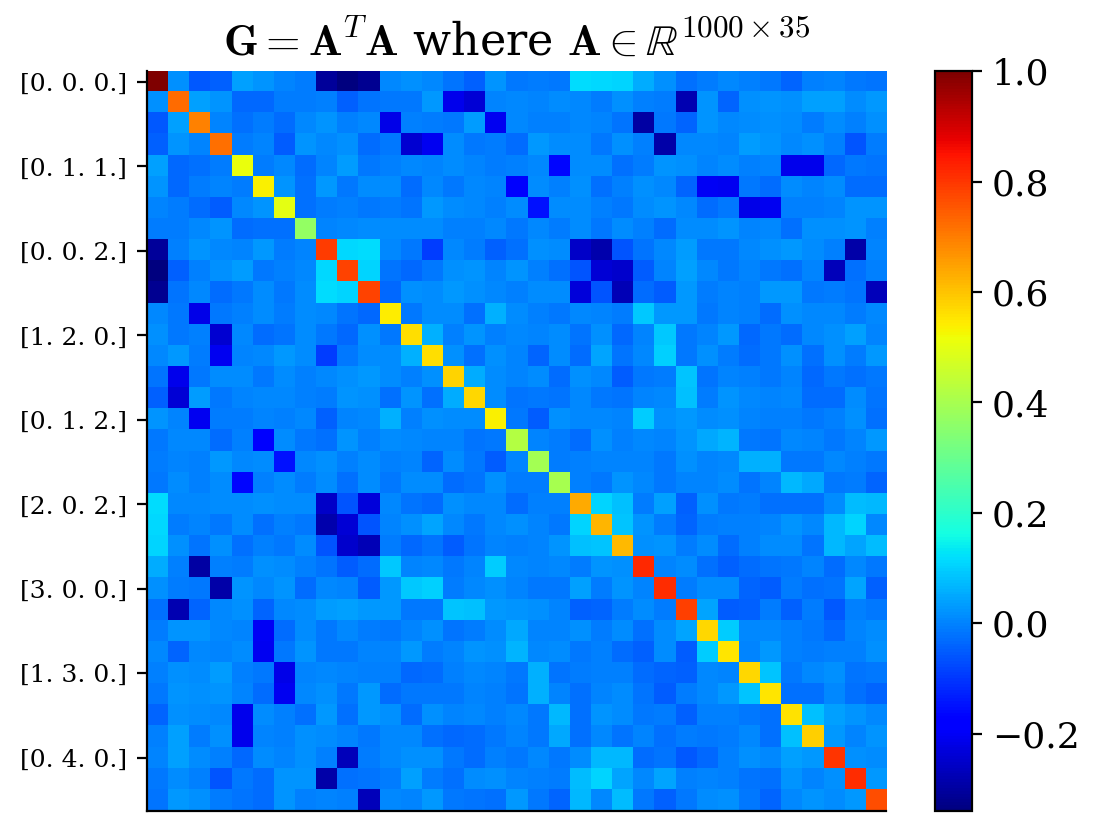 G = A^T A where A ∈ ℝ^{1000 × 35}
[0. 0. 0.]
[0. 1. 1.]
[0. 0. 2.]
[1. 2. 0.]
[0. 1. 2.]
[2. 0. 2.]
[3. 0. 0.]
[1. 3. 0.]
[0. 4. 0.]
1.0
0.8
0.6
0.4
0.2
0.0
−0.2